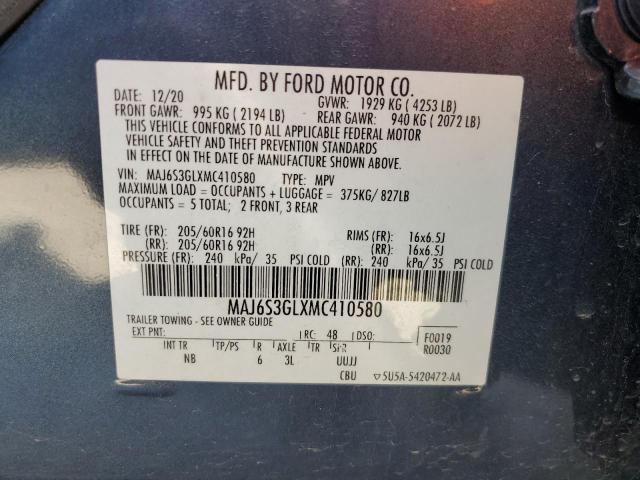 MFD. BY FORD MOTOR CO.
DATE: 12/20 GVWR: 1929 KG ( 4253 LB)
FRONT GAWR: 995 KG ( 2194 LB) REAR GAWR: 940 KG ( 2072 LB)
THIS VEHICLE CONFORMS TO ALL APPLICABLE FEDERAL MOTOR
VEHICLE SAFETY AND THEFT PREVENTION STANDARDS
IN EFFECT ON THE DATE OF MANUFACTURE SHOWN ABOVE.
VIN: MAJ6S3GLXMC410580 TYPE: MPV
MAXIMUM LOAD = OCCUPANTS + LUGGAGE = 375KG/ 827LB
OCCUPANTS = 5 TOTAL; 2 FRONT, 3 REAR
TIRE (FR): 205/60R16 92H RIMS (FR): 16x6.5J
(RR): 205/60R16 92H (RR): 16x6.5J
PRESSURE (FR): 240 kPa/ 35 PSI COLD (RR): 240 kPa/ 35 PSI COLD
MAJ6S3GLXMC410580
TRAILER TOWING - SEE OWNER GUIDE
EXT PNT: RC: 48 DSO: F0019
INT TR TP/PS R AXLE TR SPR R0030
NB 6 3L UUJJ
CBU ▽5U5A-5420472-AA